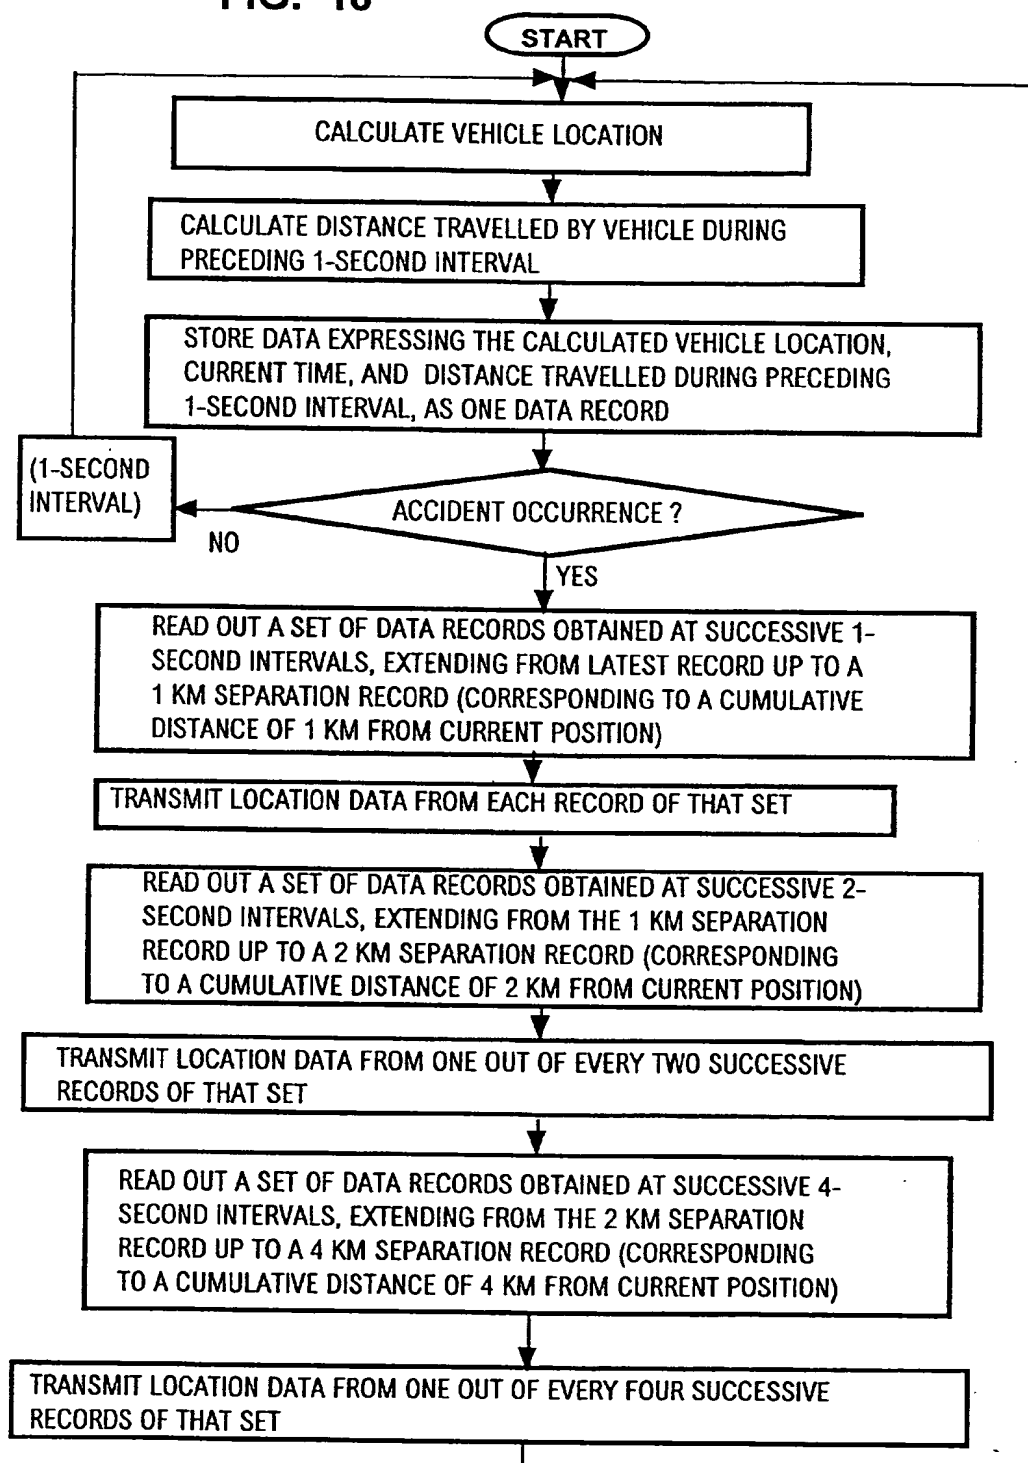 START
CALCULATE VEHICLE LOCATION
CALCULATE DISTANCE TRAVELLED BY VEHICLE DURING
PRECEDING 1-SECOND INTERVAL
STORE DATA EXPRESSING THE CALCULATED VEHICLE LOCATION,
CURRENT TIME, AND DISTANCE TRAVELLED DURING PRECEDING
1-SECOND INTERVAL, AS ONE DATA RECORD
(1-SECOND
INTERVAL)
ACCIDENT OCCURRENCE ?
NO
YES
READ OUT A SET OF DATA RECORDS OBTAINED AT SUCCESSIVE 1-
SECOND INTERVALS, EXTENDING FROM LATEST RECORD UP TO A
1 KM SEPARATION RECORD (CORRESPONDING TO A CUMULATIVE
DISTANCE OF 1 KM FROM CURRENT POSITION)
TRANSMIT LOCATION DATA FROM EACH RECORD OF THAT SET
READ OUT A SET OF DATA RECORDS OBTAINED AT SUCCESSIVE 2-
SECOND INTERVALS, EXTENDING FROM THE 1 KM SEPARATION
RECORD UP TO A 2 KM SEPARATION RECORD (CORRESPONDING
TO A CUMULATIVE DISTANCE OF 2 KM FROM CURRENT POSITION)
TRANSMIT LOCATION DATA FROM ONE OUT OF EVERY TWO SUCCESSIVE
RECORDS OF THAT SET
READ OUT A SET OF DATA RECORDS OBTAINED AT SUCCESSIVE 4-
SECOND INTERVALS, EXTENDING FROM THE 2 KM SEPARATION
RECORD UP TO A 4 KM SEPARATION RECORD (CORRESPONDING
TO A CUMULATIVE DISTANCE OF 4 KM FROM CURRENT POSITION)
TRANSMIT LOCATION DATA FROM ONE OUT OF EVERY FOUR SUCCESSIVE
RECORDS OF THAT SET